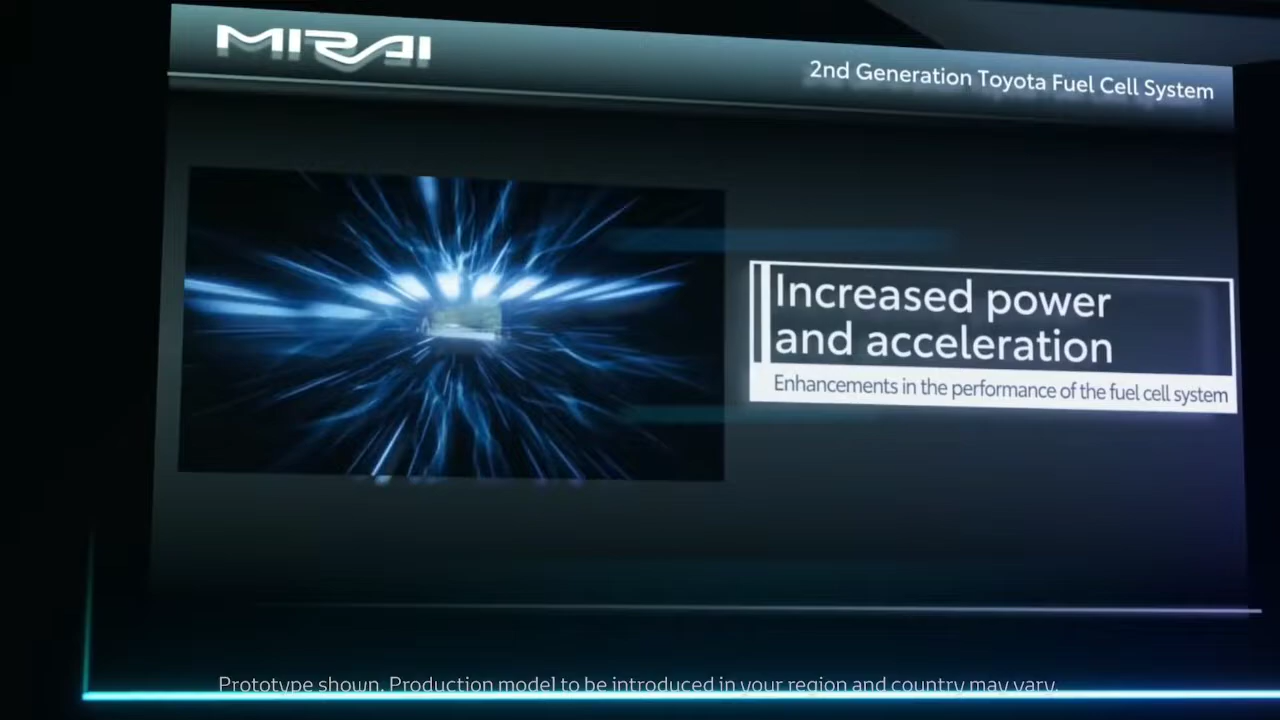 MIRAI
2nd Generation Toyota Fuel Cell System
Increased power
and acceleration
Enhancements in the performance of the fuel cell system
Prototype shown. Production model to be introduced in your region and country may vary.